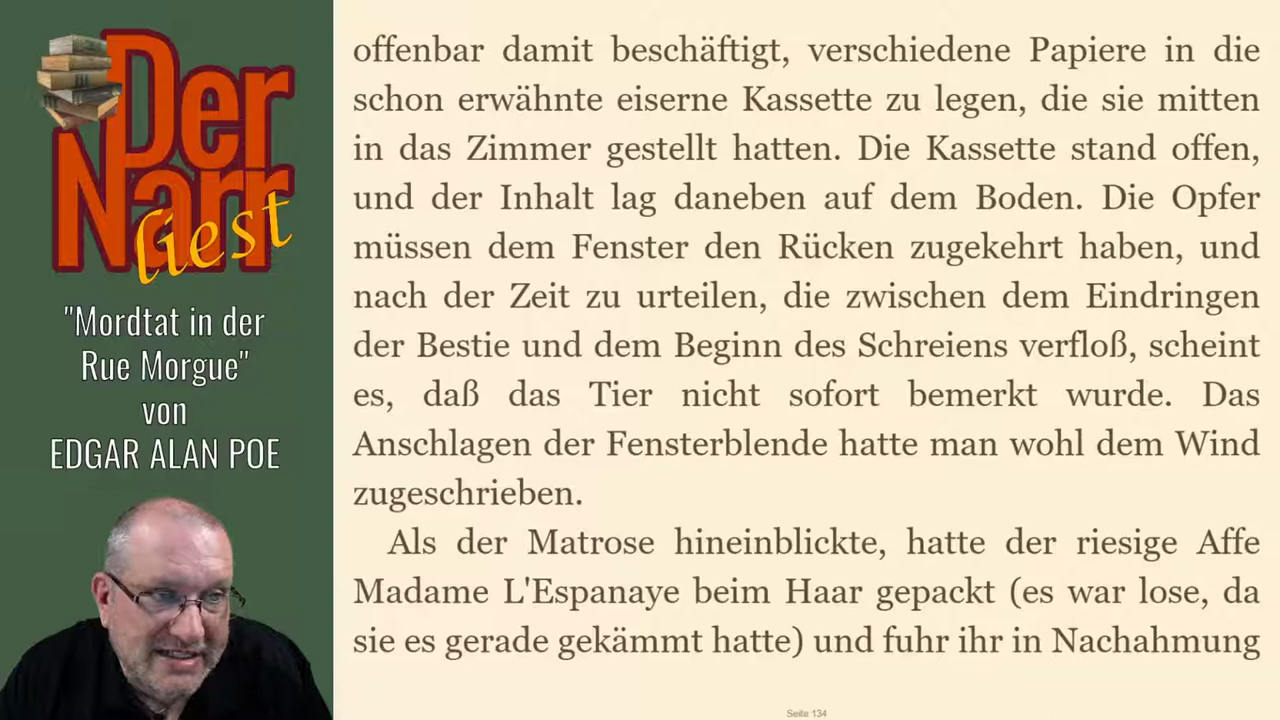 Der
Narr
liest
"Mordtat in der
Rue Morgue"
von
EDGAR ALAN POE
offenbar damit beschäftigt, verschiedene Papiere in die
schon erwähnte eiserne Kassette zu legen, die sie mitten
in das Zimmer gestellt hatten. Die Kassette stand offen,
und der Inhalt lag daneben auf dem Boden. Die Opfer
müssen dem Fenster den Rücken zugekehrt haben, und
nach der Zeit zu urteilen, die zwischen dem Eindringen
der Bestie und dem Beginn des Schreiens verfloß, scheint
es, daß das Tier nicht sofort bemerkt wurde. Das
Anschlagen der Fensterblende hatte man wohl dem Wind
zugeschrieben.
Als der Matrose hineinblickte, hatte der riesige Affe
Madame L'Espanaye beim Haar gepackt (es war lose, da
sie es gerade gekämmt hatte) und fuhr ihr in Nachahmung
Seite 134